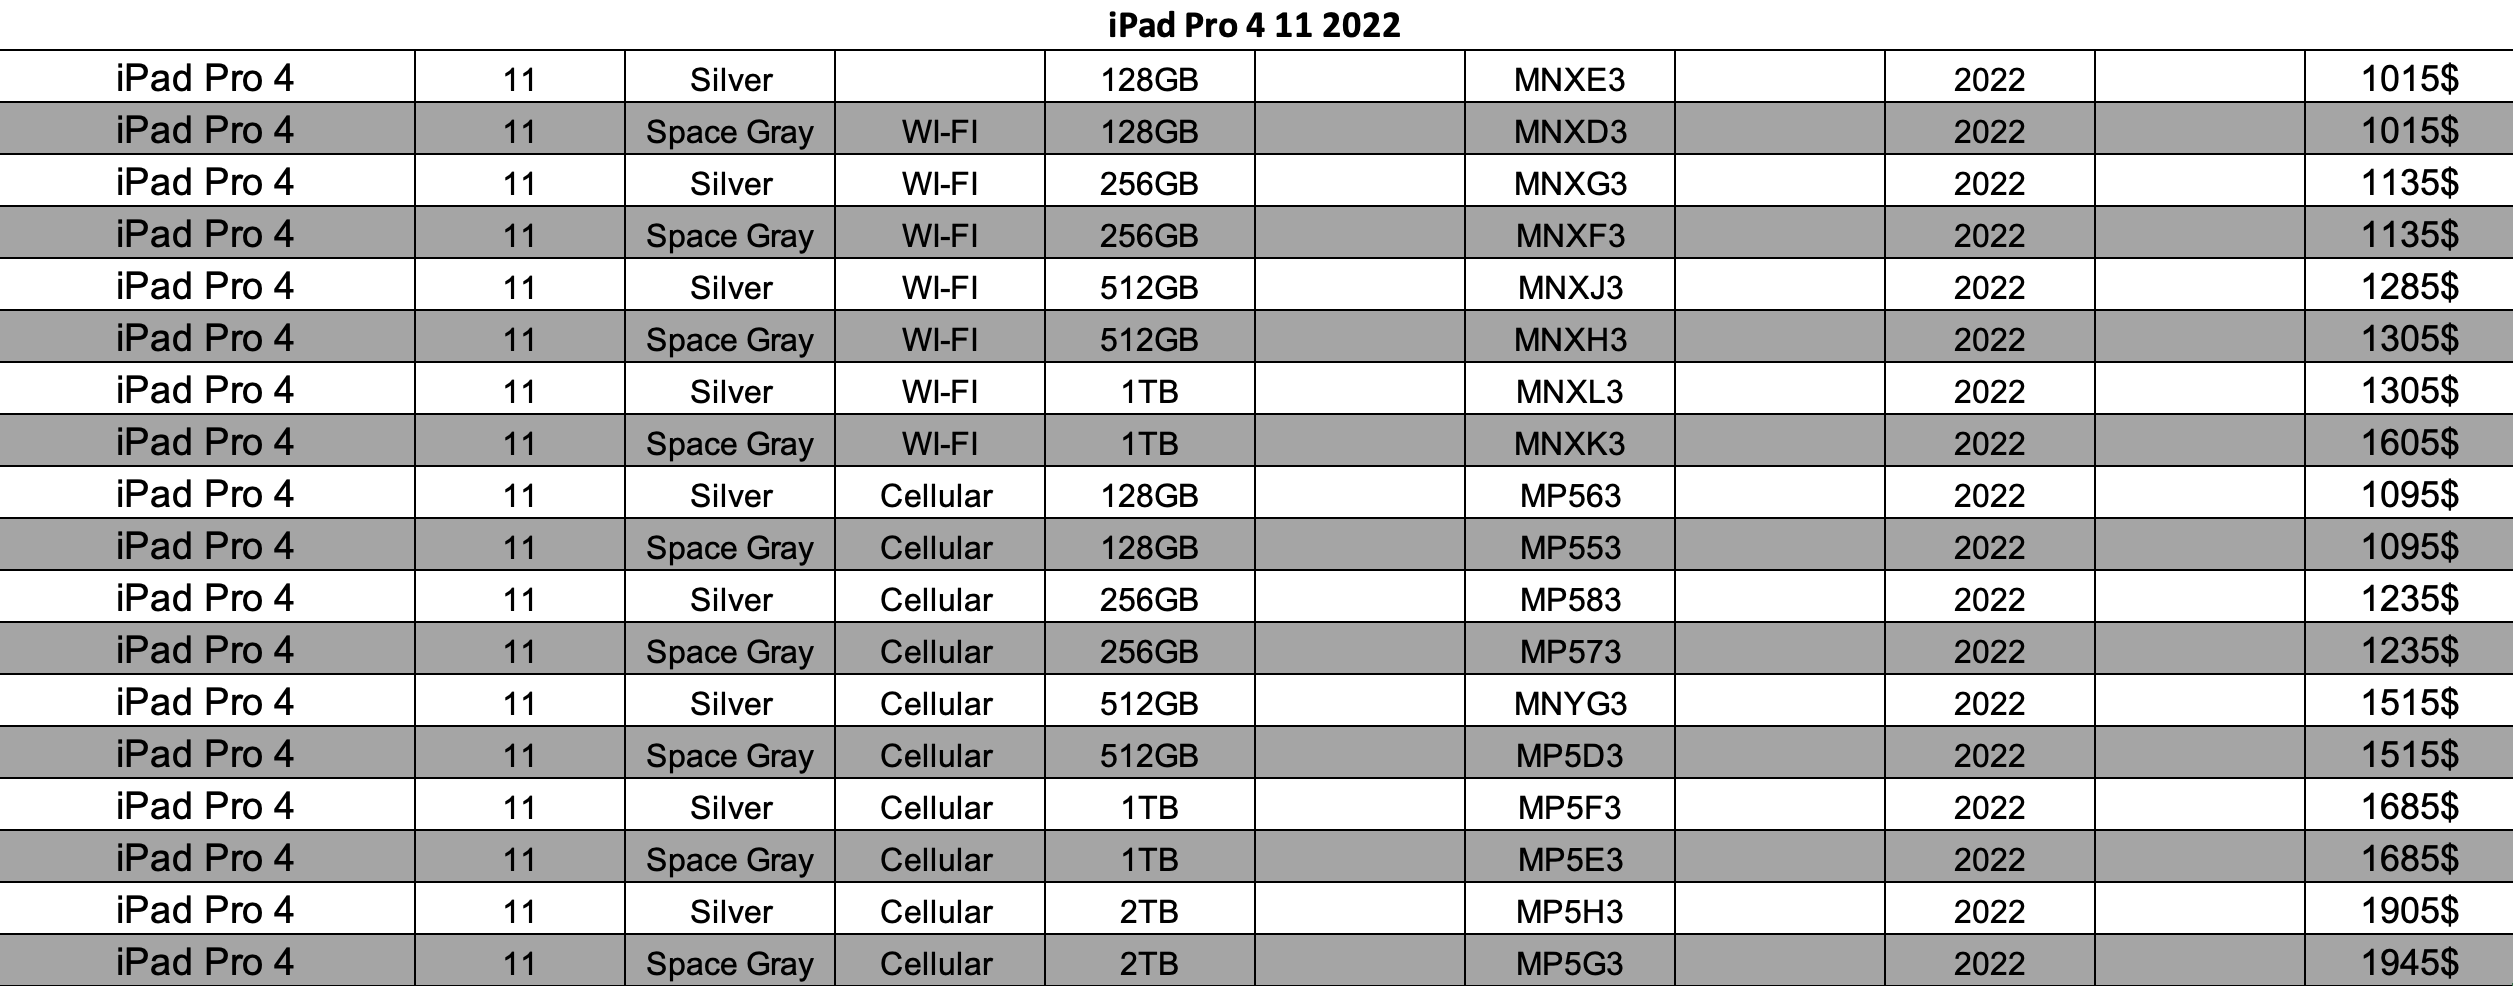 iPad Pro 4 11 2022
iPad Pro 4 11 Silver 128GB MNXE3 2022 1015$
iPad Pro 4 11 Space Gray WI-FI 128GB MNXD3 2022 1015$
iPad Pro 4 11 Silver WI-FI 256GB MNXG3 2022 1135$
iPad Pro 4 11 Space Gray WI-FI 256GB MNXF3 2022 1135$
iPad Pro 4 11 Silver WI-FI 512GB MNXJ3 2022 1285$
iPad Pro 4 11 Space Gray WI-FI 512GB MNXH3 2022 1305$
iPad Pro 4 11 Silver WI-FI 1TB MNXL3 2022 1305$
iPad Pro 4 11 Space Gray WI-FI 1TB MNXK3 2022 1605$
iPad Pro 4 11 Silver Cellular 128GB MP563 2022 1095$
iPad Pro 4 11 Space Gray Cellular 128GB MP553 2022 1095$
iPad Pro 4 11 Silver Cellular 256GB MP583 2022 1235$
iPad Pro 4 11 Space Gray Cellular 256GB MP573 2022 1235$
iPad Pro 4 11 Silver Cellular 512GB MNYG3 2022 1515$
iPad Pro 4 11 Space Gray Cellular 512GB MP5D3 2022 1515$
iPad Pro 4 11 Silver Cellular 1TB MP5F3 2022 1685$
iPad Pro 4 11 Space Gray Cellular 1TB MP5E3 2022 1685$
iPad Pro 4 11 Silver Cellular 2TB MP5H3 2022 1905$
iPad Pro 4 11 Space Gray Cellular 2TB MP5G3 2022 1945$